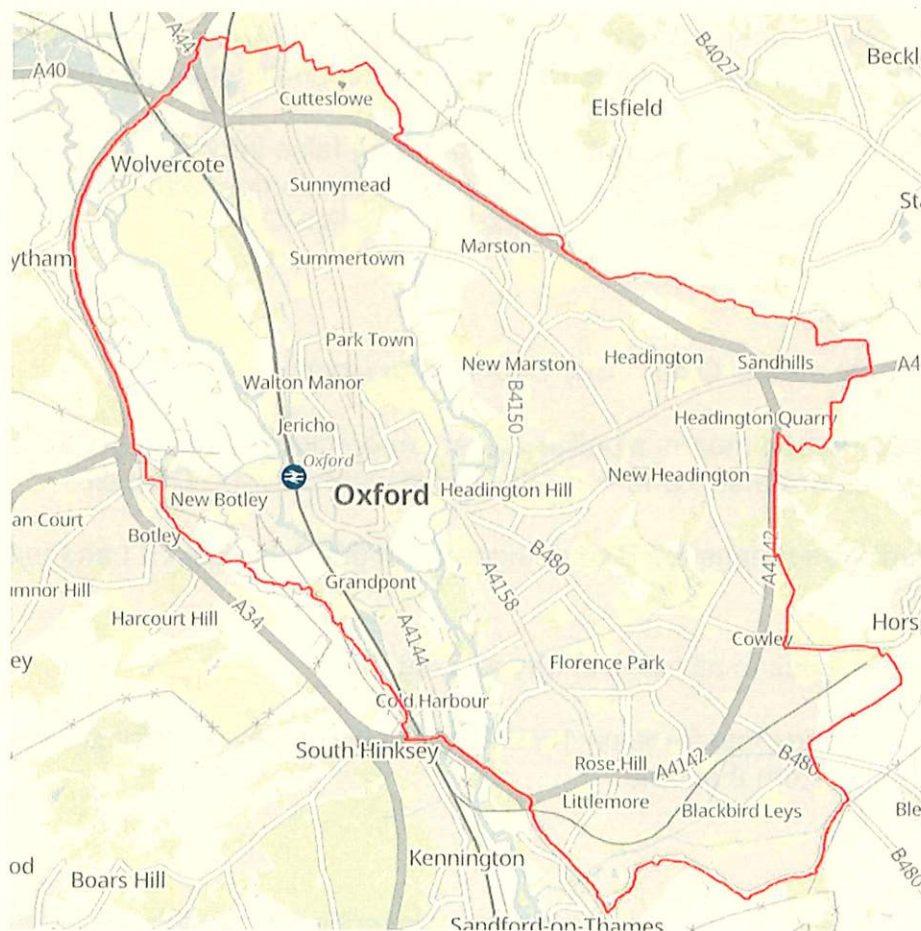 A44
B4027
Beckl
A40
Cutteslowe
Elsfield
Wolvercote
Sunnymead
Sta
Marston
ytham
Summertown
Park Town
New Marston
Headington
Sandhills
A4
Walton Manor
B4150
Jericho
Headington Quarry
Oxford
New Headington
Oxford
Headington Hill
New Botley
an Court
Botley
B480
A4142
Grandpont
A4158
umnor Hill
Harcourt Hill
A34
A4144
Hors
Cowley
ey
Florence Park
Cold Harbour
South Hinksey
Rose Hill
A4142
B480
Littlemore
Blackbird Leys
Ble
Kennington
B480
od
Boars Hill
Sandford-on-Thames